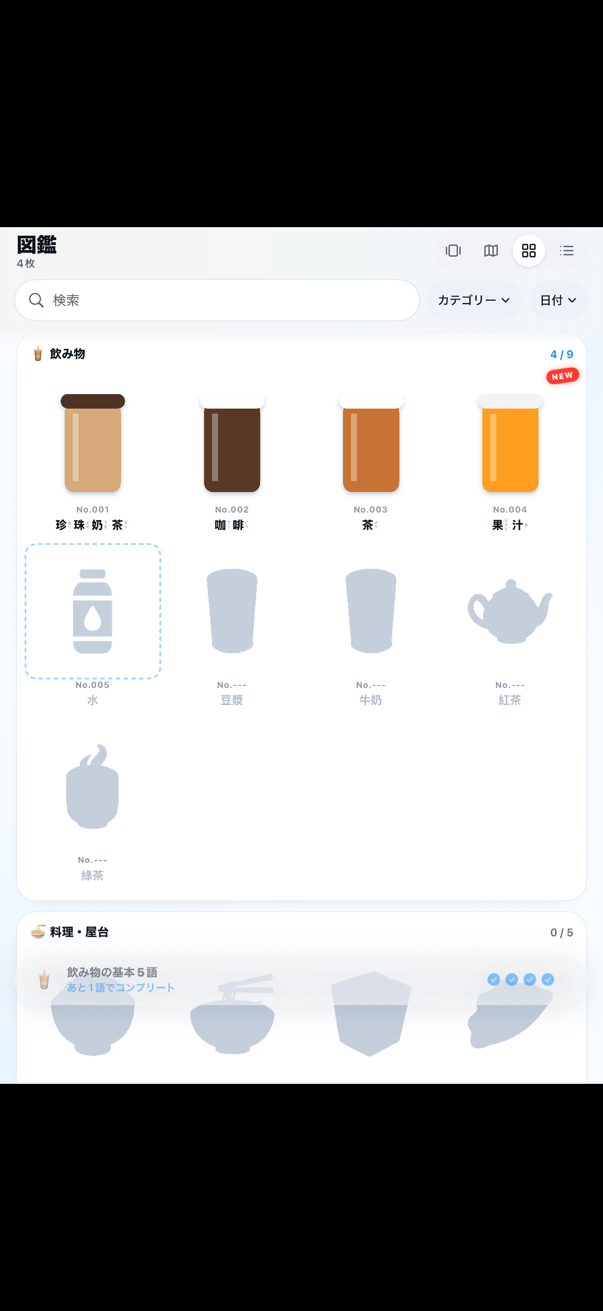 図鑑
4枚
検索
カテゴリー
日付
飲み物
4 / 9
NEW
No.001
No.002
No.003
No.004
珍珠奶茶
咖啡
茶
果汁
No.005
No.---
No.---
No.---
水
豆漿
牛奶
紅茶
No.---
綠茶
料理・屋台
0 / 5
飲み物の基本5語
あと1語でコンプリート